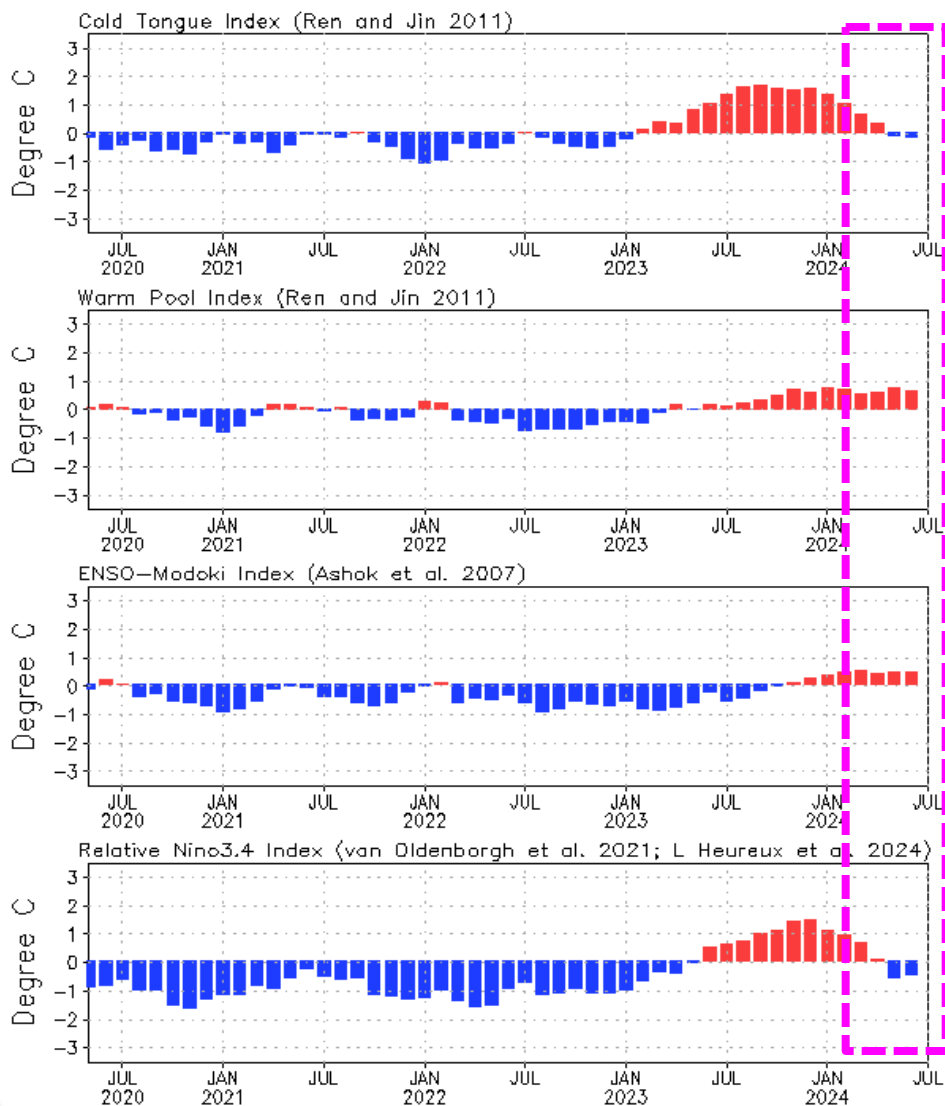 Cold Tongue Index (Ren and Jin 2011)
Degree C
3
2
1
0
−1
−2
−3
JUL JAN JUL JAN JUL JAN JUL JAN JUL
2020 2021 2022 2023 2024
Warm Pool Index (Ren and Jin 2011)
Degree C
3
2
1
0
−1
−2
−3
JUL JAN JUL JAN JUL JAN JUL JAN JUL
2020 2021 2022 2023 2024
ENSO−Modoki Index (Ashok et al. 2007)
Degree C
3
2
1
0
−1
−2
−3
JUL JAN JUL JAN JUL JAN JUL JAN JUL
2020 2021 2022 2023 2024
Relative Nino3.4 Index (van Oldenborgh et al. 2021; L Heureux et al. 2024)
Degree C
3
2
1
0
−1
−2
−3
JUL JAN JUL JAN JUL JAN JUL JAN JUL
2020 2021 2022 2023 2024